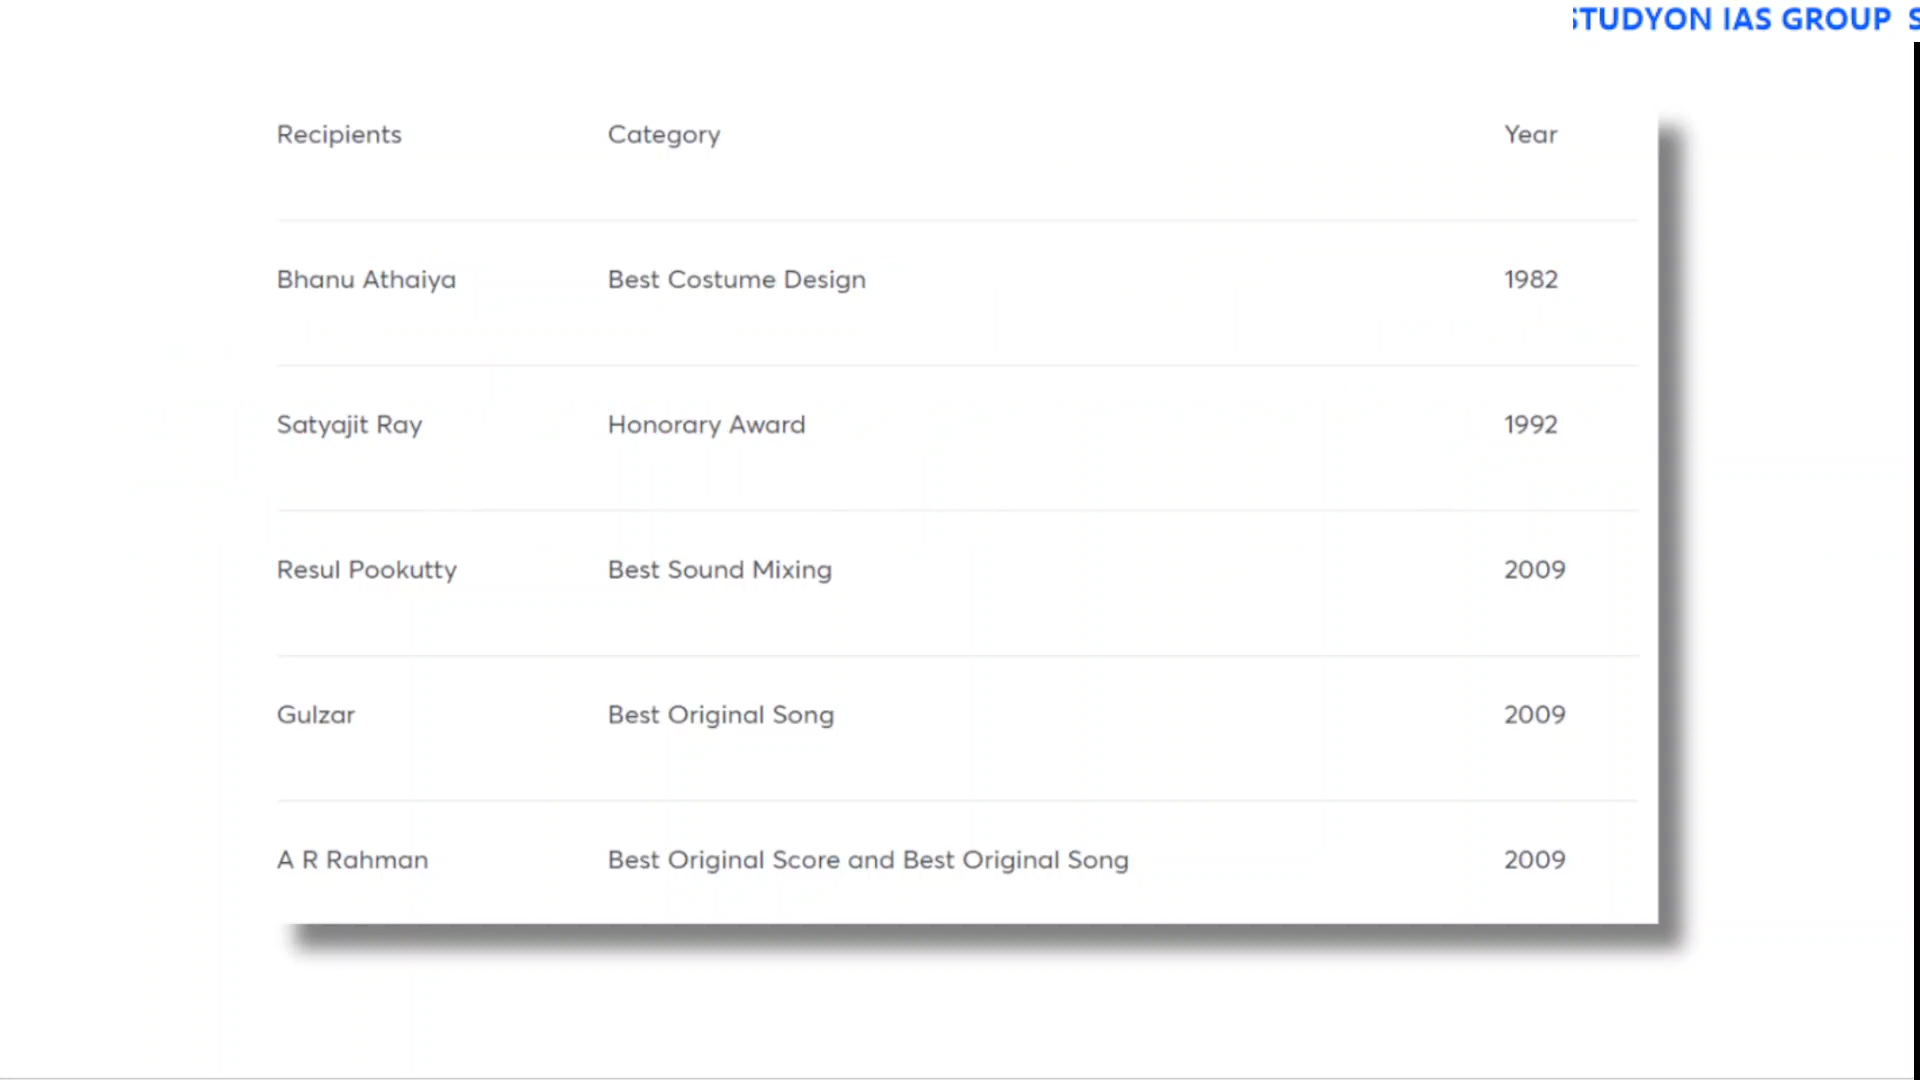 STUDYON IAS GROUP
Recipients Category Year
Bhanu Athaiya Best Costume Design 1982
Satyajit Ray Honorary Award 1992
Resul Pookutty Best Sound Mixing 2009
Gulzar Best Original Song 2009
A R Rahman Best Original Score and Best Original Song 2009